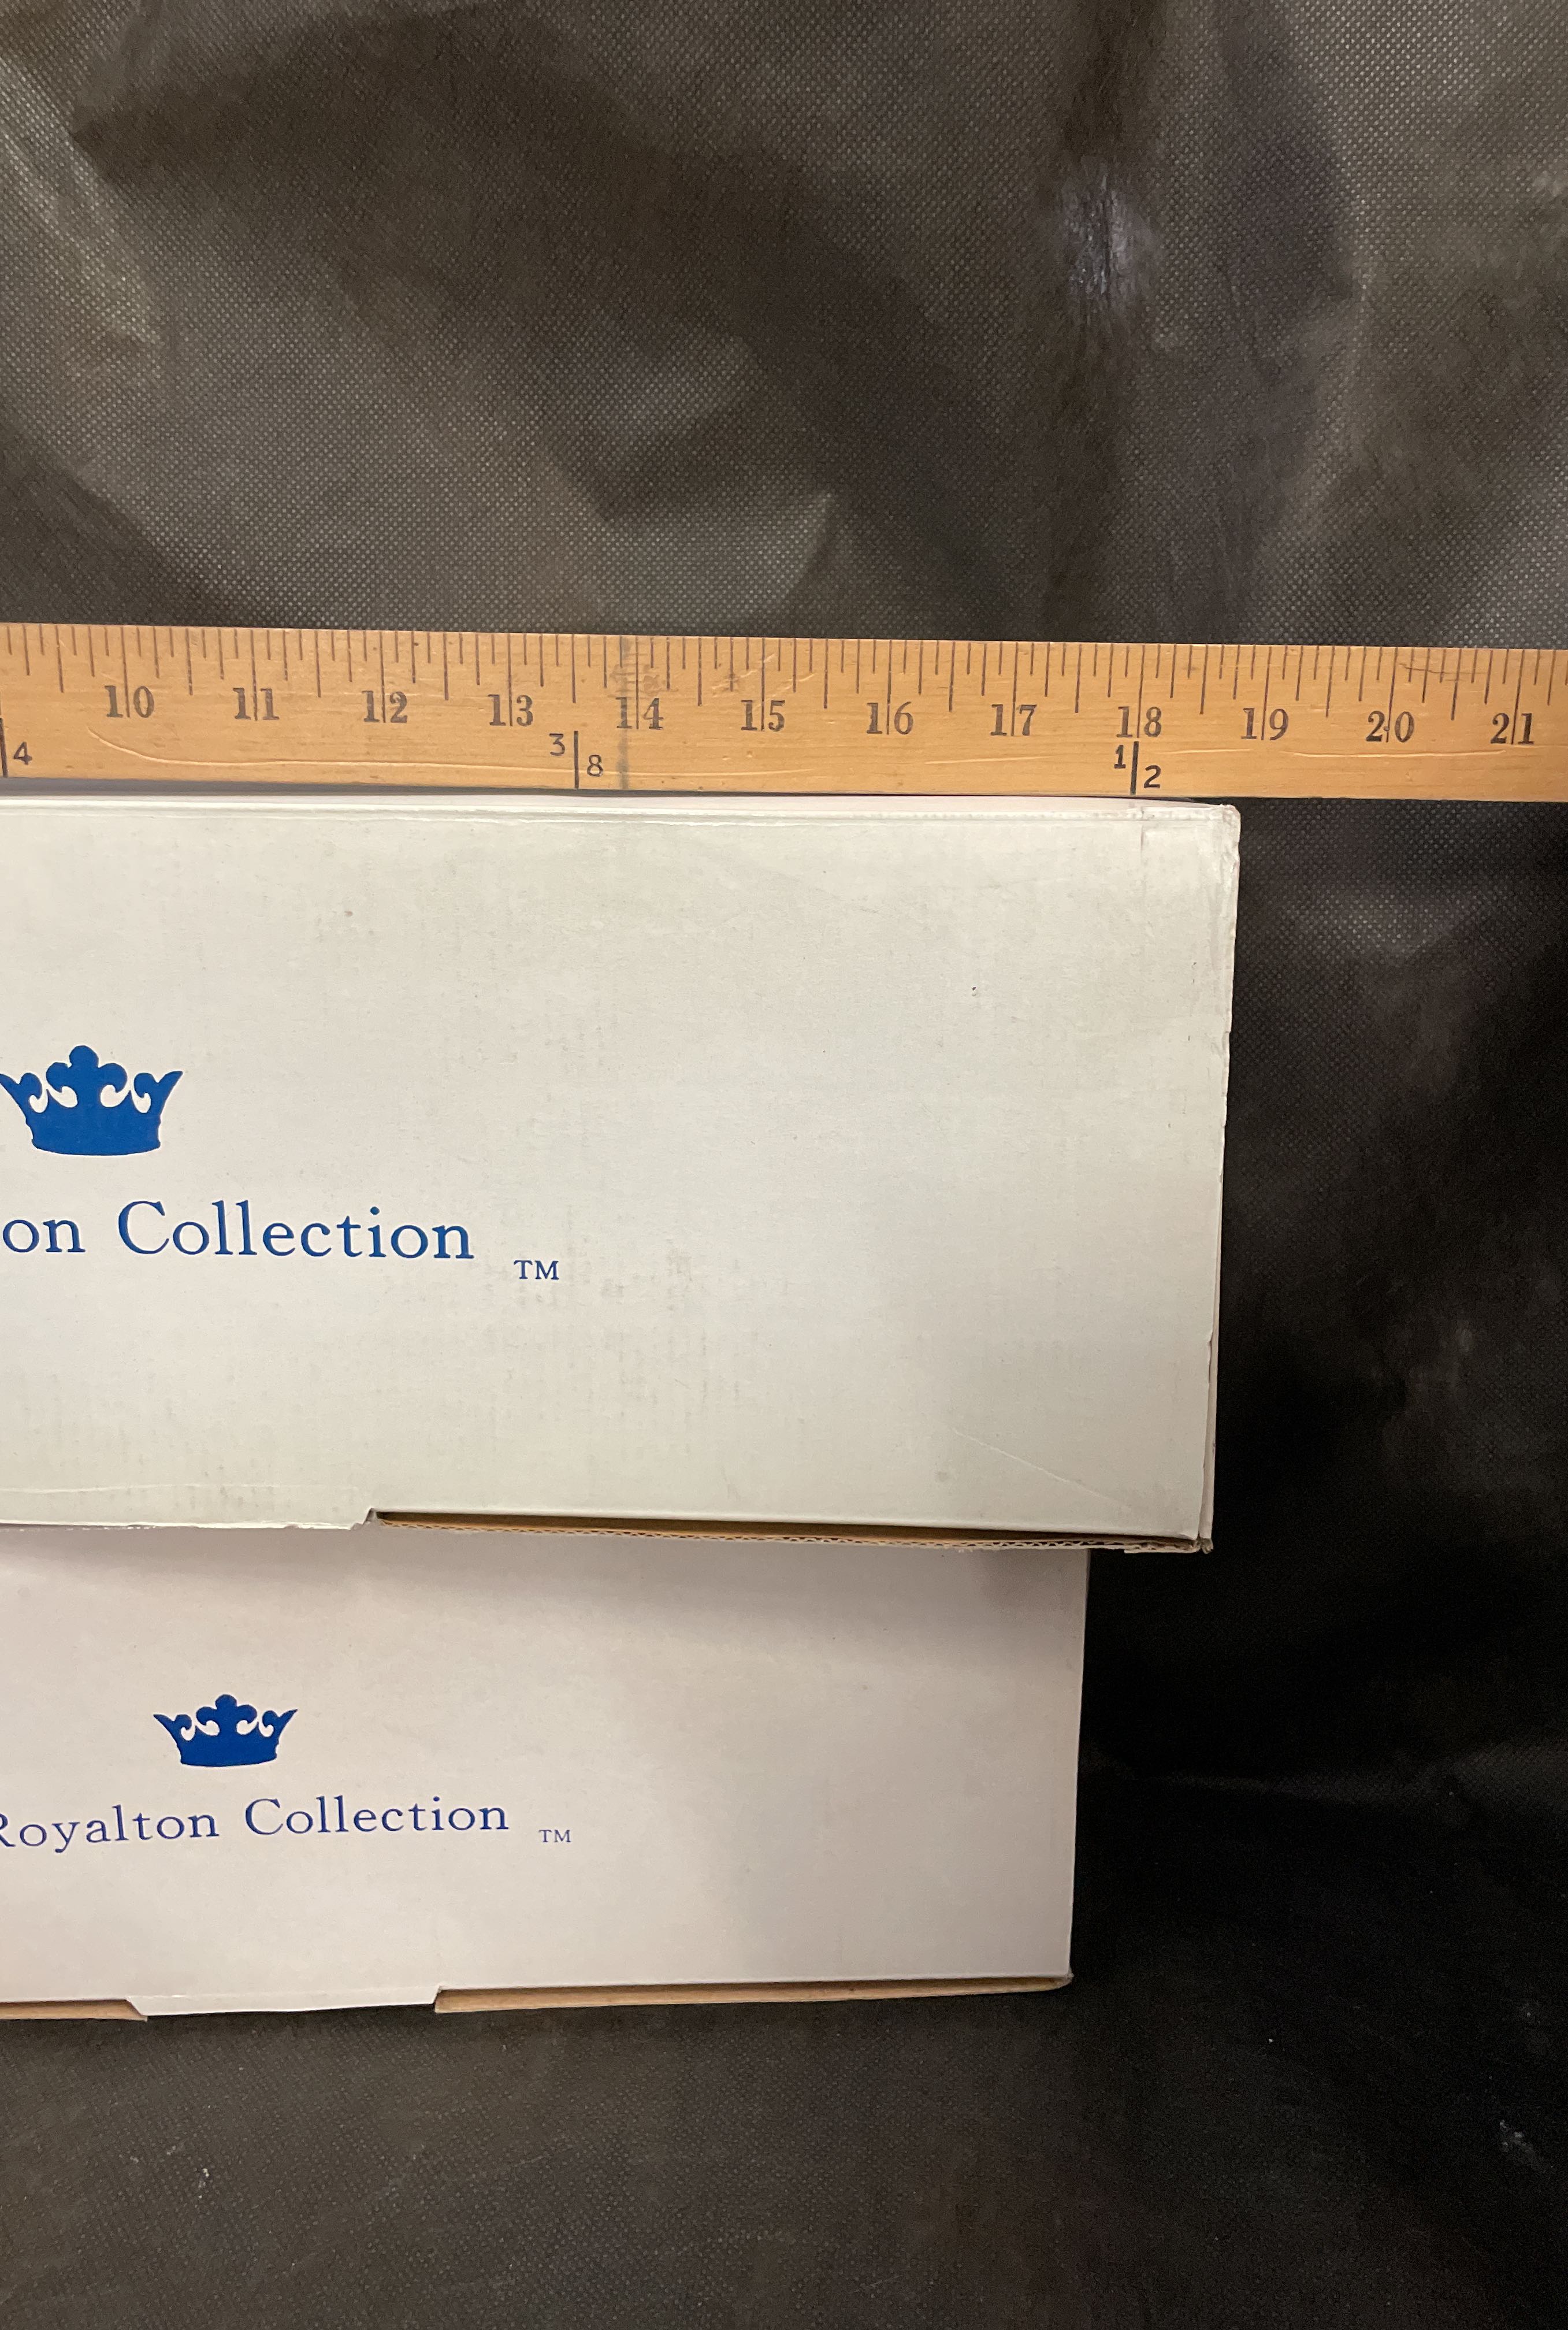 10 11 12 13 14 15 16 17 18 19 20 21
4 3 8 1 2
on Collection TM
Royalton Collection TM